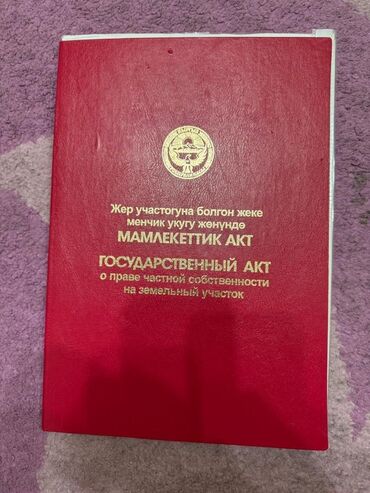 Жер участогуна болгон жеке
менчик укугу жөнүндө
МАМЛЕКЕТТИК АКТ
ГОСУДАРСТВЕННЫЙ АКТ
о праве частной собственности
на земельный участок